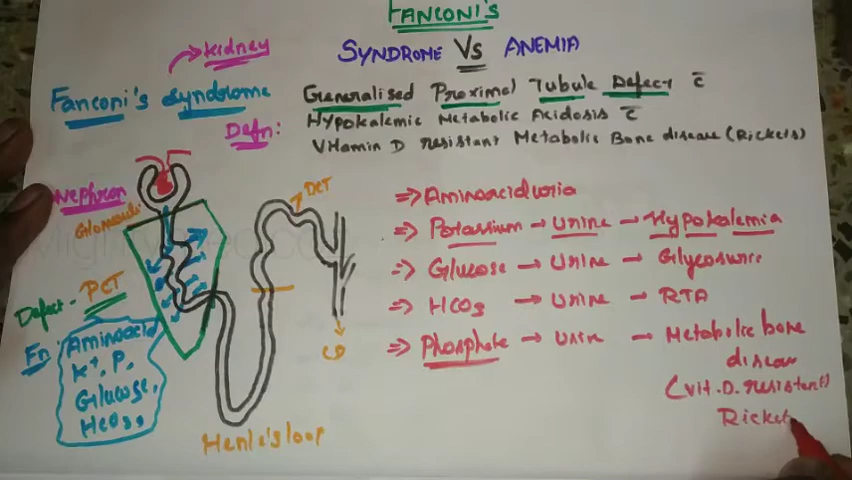 FANCONI'S
SYNDROME Vs ANEMIA
kidney
Fanconi's syndrome
Defn:
Generalised Proximal Tubule Defect c̄
Hypokalemic Metabolic Acidosis c̄
Vitamin D resistant Metabolic Bone disease (Rickets)
Nephron
Glomeruli
DCT
Defect - PCT
Fn:
Aminoacid
K+, P,
Glucose,
HCO3
CD
Henle's loop
⇒ Aminoaciduria
⇒ Potassium → Urine → Hypokalemia
⇒ Glucose → Urine → Glycosuria
⇒ HCO3 → Urine → RTA
⇒ Phosphate → Urine → Metabolic bone
disease
(vit.D.resistant)
Ricket